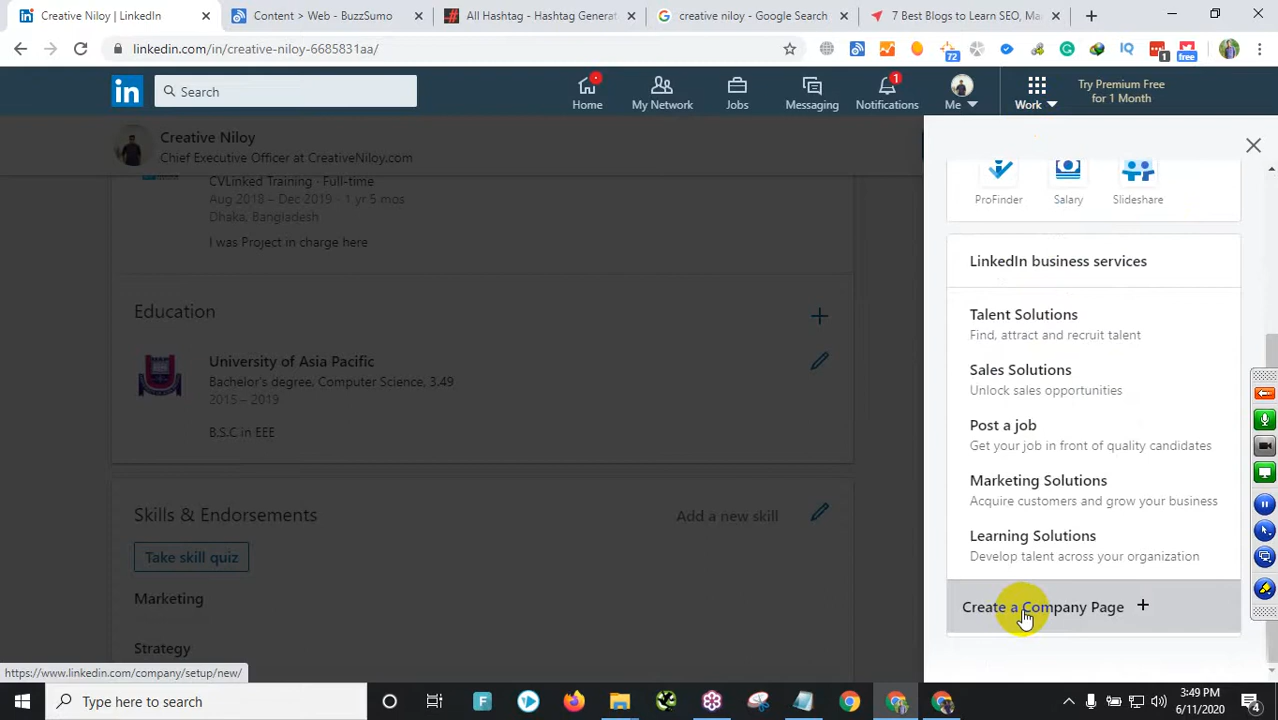 Creative Niloy | LinkedIn
Content > Web - BuzzSumo
All Hashtag - Hashtag Generat
creative niloy - Google Search
7 Best Blogs to Learn SEO, Ma
linkedin.com/in/creative-niloy-6685831aa/
72
1
free
in
Search
Home
My Network
Jobs
Messaging
1
Notifications
Me
Work
Try Premium Free
for 1 Month
Creative Niloy
Chief Executive Officer at CreativeNiloy.com
CVLinked Training · Full-time
Aug 2018 – Dec 2019 · 1 yr 5 mos
Dhaka, Bangladesh
I was Project in charge here
Education
University of Asia Pacific
Bachelor's degree, Computer Science, 3.49
2015 – 2019
B.S.C in EEE
Skills & Endorsements
Add a new skill
Take skill quiz
Marketing
Strategy
ProFinder
Salary
Slideshare
LinkedIn business services
Talent Solutions
Find, attract and recruit talent
Sales Solutions
Unlock sales opportunities
Post a job
Get your job in front of quality candidates
Marketing Solutions
Acquire customers and grow your business
Learning Solutions
Develop talent across your organization
Create a Company Page +
https://www.linkedin.com/company/setup/new/
Type here to search
3:49 PM
6/11/2020
4